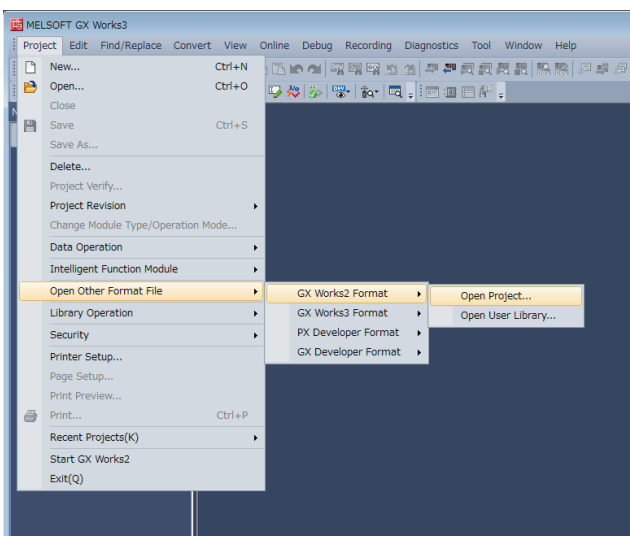 MELSOFT GX Works3
Project Edit Find/Replace Convert View Online Debug Recording Diagnostics Tool Window Help
New... Ctrl+N
Open... Ctrl+O
Close
Save Ctrl+S
Save As...
Delete...
Project Verify...
Project Revision
Change Module Type/Operation Mode...
Data Operation
Intelligent Function Module
Open Other Format File
GX Works2 Format
Open Project...
Library Operation
GX Works3 Format
Open User Library...
Security
PX Developer Format
Printer Setup...
GX Developer Format
Page Setup...
Print Preview...
Print... Ctrl+P
Recent Projects(K)
Start GX Works2
Exit(Q)